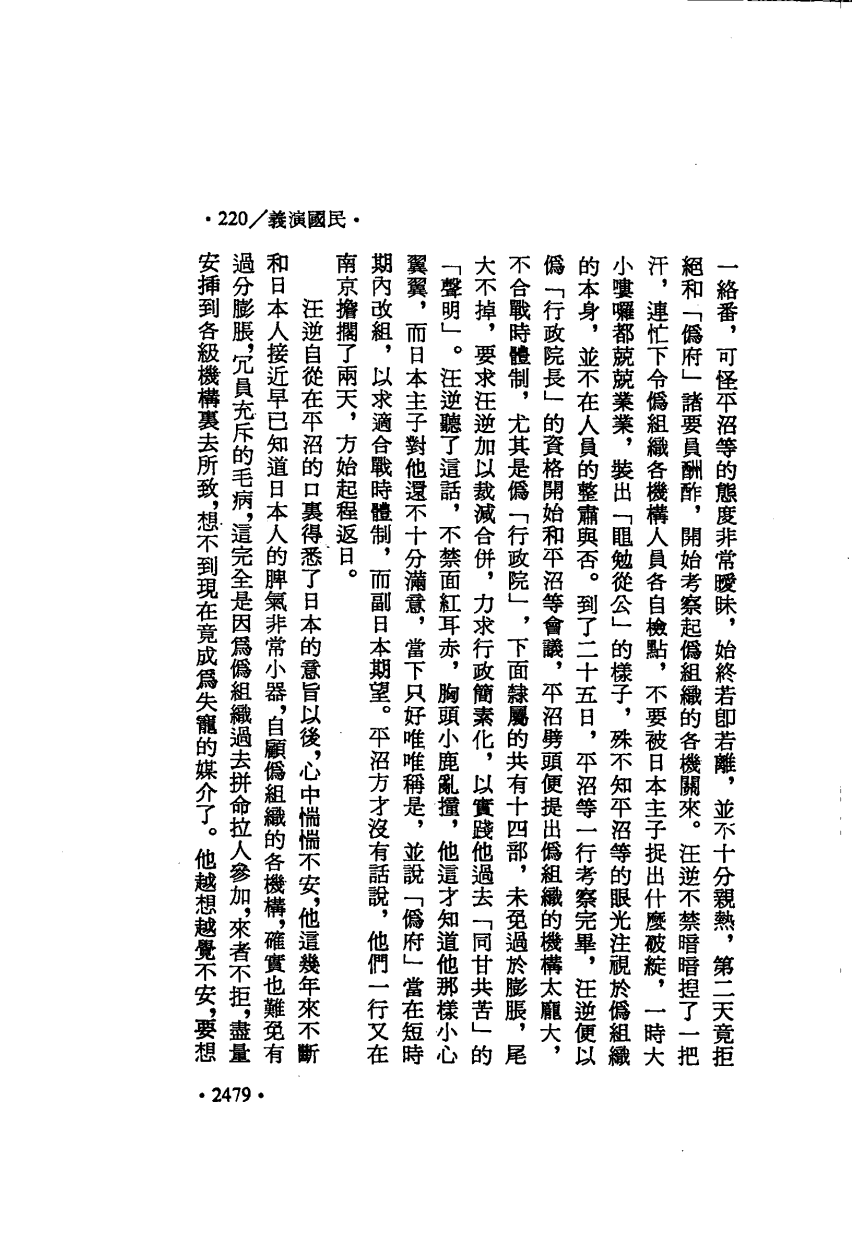 ·220/義演國民·
一絡番，可怪平沼等的態度非常曖昧，始終若卽若離，並不十分親熱，第二天竟拒
絕和「僞府」諸要員酬酢，開始考察起僞組織的各機關來。汪逆不禁暗暗捏了一把
汗，連忙下令僞組織各機構人員各自檢點，不要被日本主子捉出什麼破綻，一時大
小嘍囉都兢兢業業，裝出「黽勉從公」的樣子，殊不知平沼等的眼光注視於僞組織
的本身，並不在人員的整肅與否。到了二十五日，平沼等一行考察完畢，汪逆便以
僞「行政院長」的資格開始和平沼等會議，平沼劈頭便提出僞組織的機構太龐大，
不合戰時體制，尤其是僞「行政院」，下面隸屬的共有十四部，未免過於膨脹，尾
大不掉，要求汪逆加以裁減合併，力求行政簡素化，以實踐他過去「同甘共苦」的
「聲明」。汪逆聽了這話，不禁面紅耳赤，胸頭小鹿亂撞，他這才知道他那樣小心
翼翼，而日本主子對他還不十分滿意，當下只好唯唯稱是，並說「僞府」當在短時
期內改組，以求適合戰時體制，而副日本期望。平沼方才沒有話說，他們一行又在
南京擔擱了兩天，方始起程返日。
汪逆自從在平沼的口裏得悉了日本的意旨以後，心中惴惴不安，他這幾年來不斷
和日本人接近早已知道日本人的脾氣非常小器，自顧僞組織的各機構，確實也難免有
過分膨脹，冗員充斥的毛病，這完全是因爲僞組織過去拼命拉人參加，來者不拒，盡量
安揷到各級機構裏去所致，想不到現在竟成爲失寵的媒介了。他越想越覺不安，要想
·2479·